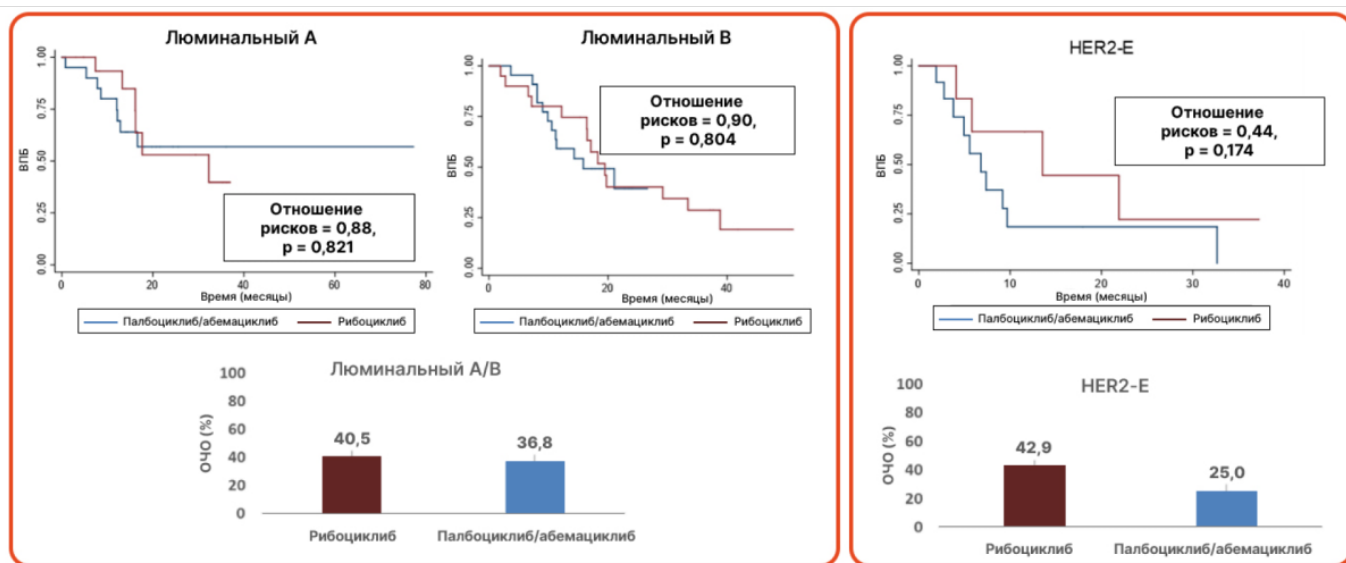 Люминальный А
ВПБ
1.00
0.75
0.50
0.25
0.00
Отношение
рисков = 0,88,
p = 0,821
0
20
40
60
80
Время (месяцы)
Палбоциклиб/абемациклиб
Рибоциклиб
Люминальный В
ВПБ
1.00
0.75
0.50
0.25
0.00
Отношение
рисков = 0,90,
p = 0,804
0
20
40
Время (месяцы)
Палбоциклиб/абемациклиб
Рибоциклиб
Люминальный А/В
ОЧО (%)
100
80
60
40
20
0
40,5
36,8
Рибоциклиб
Палбоциклиб/абемациклиб
HER2-E
ВПБ
1.00
0.75
0.50
0.25
0.00
Отношение
рисков = 0,44,
p = 0,174
0
10
20
30
40
Время (месяцы)
Палбоциклиб/абемациклиб
Рибоциклиб
HER2-E
ОЧО (%)
100
80
60
40
20
0
42,9
25,0
Рибоциклиб
Палбоциклиб/абемациклиб